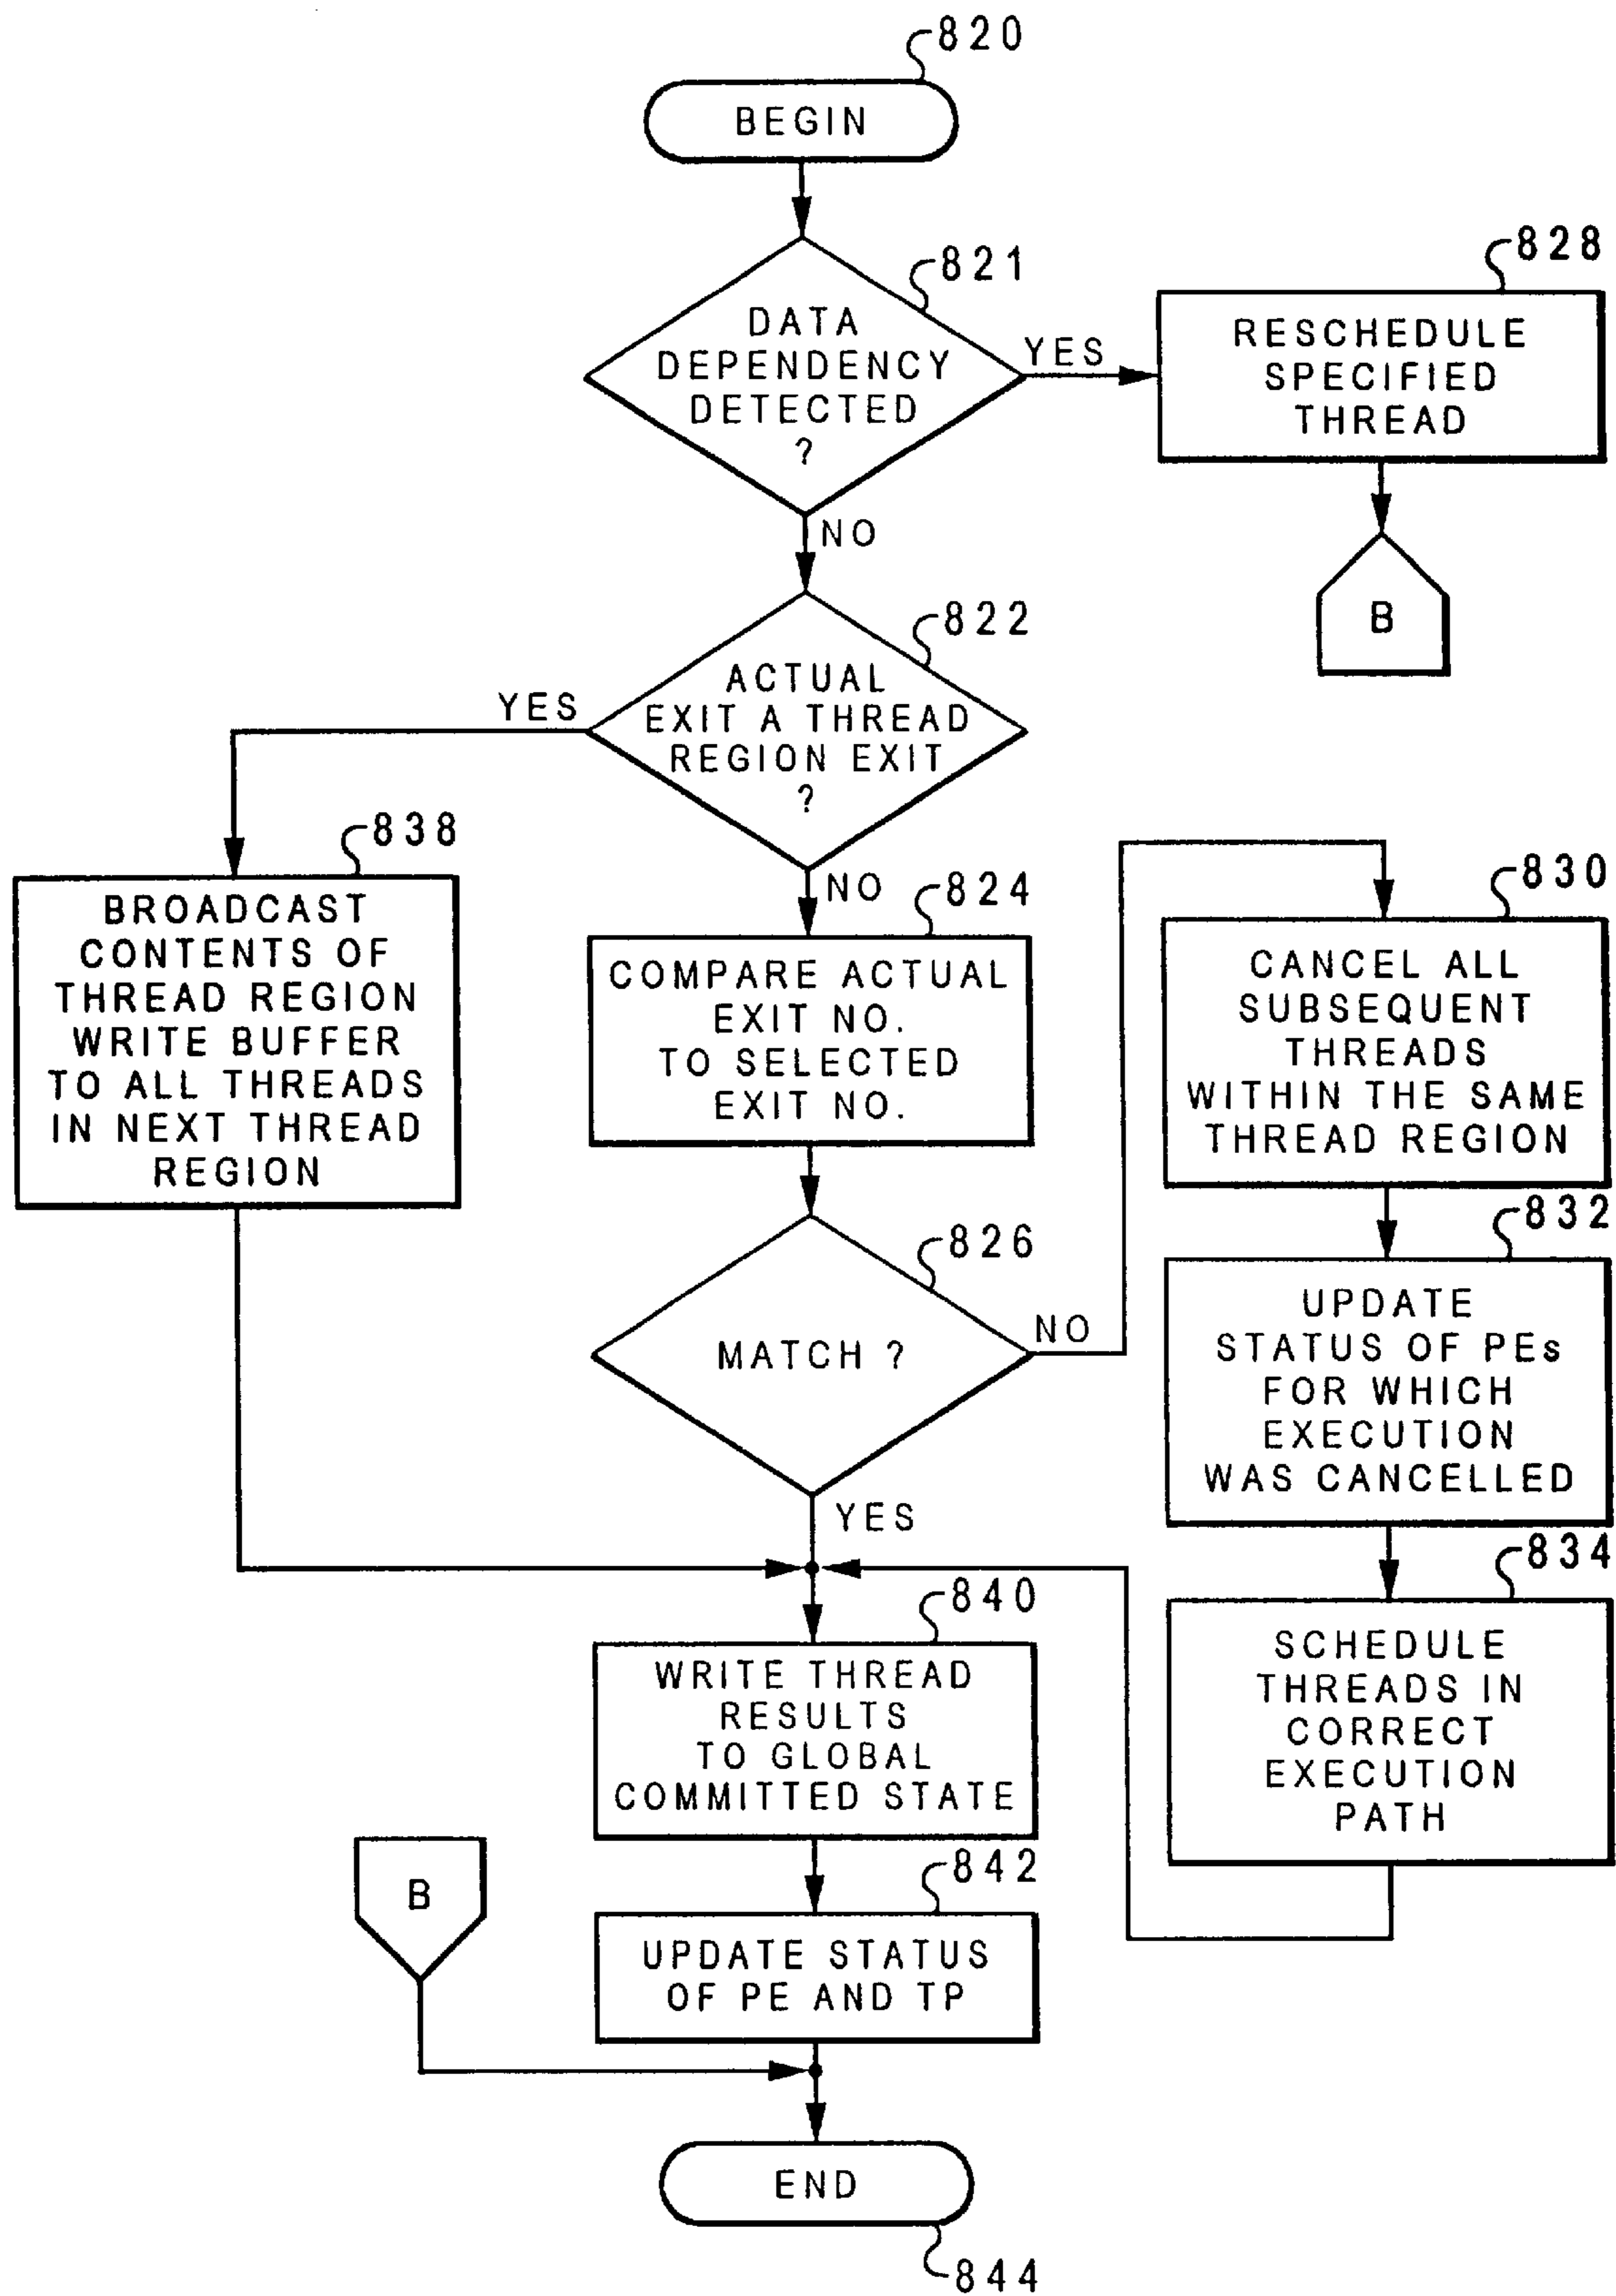 820
BEGIN
821
DATA
DEPENDENCY
DETECTED
?
YES
828
RESCHEDULE
SPECIFIED
THREAD
B
NO
822
ACTUAL
EXIT A THREAD
REGION EXIT
?
YES
838
BROADCAST
CONTENTS OF
THREAD REGION
WRITE BUFFER
TO ALL THREADS
IN NEXT THREAD
REGION
NO
824
COMPARE ACTUAL
EXIT NO.
TO SELECTED
EXIT NO.
826
MATCH ?
NO
830
CANCEL ALL
SUBSEQUENT
THREADS
WITHIN THE SAME
THREAD REGION
832
UPDATE
STATUS OF PEs
FOR WHICH
EXECUTION
WAS CANCELLED
834
SCHEDULE
THREADS IN
CORRECT
EXECUTION
PATH
YES
840
WRITE THREAD
RESULTS
TO GLOBAL
COMMITTED STATE
842
UPDATE STATUS
OF PE AND TP
B
END
844